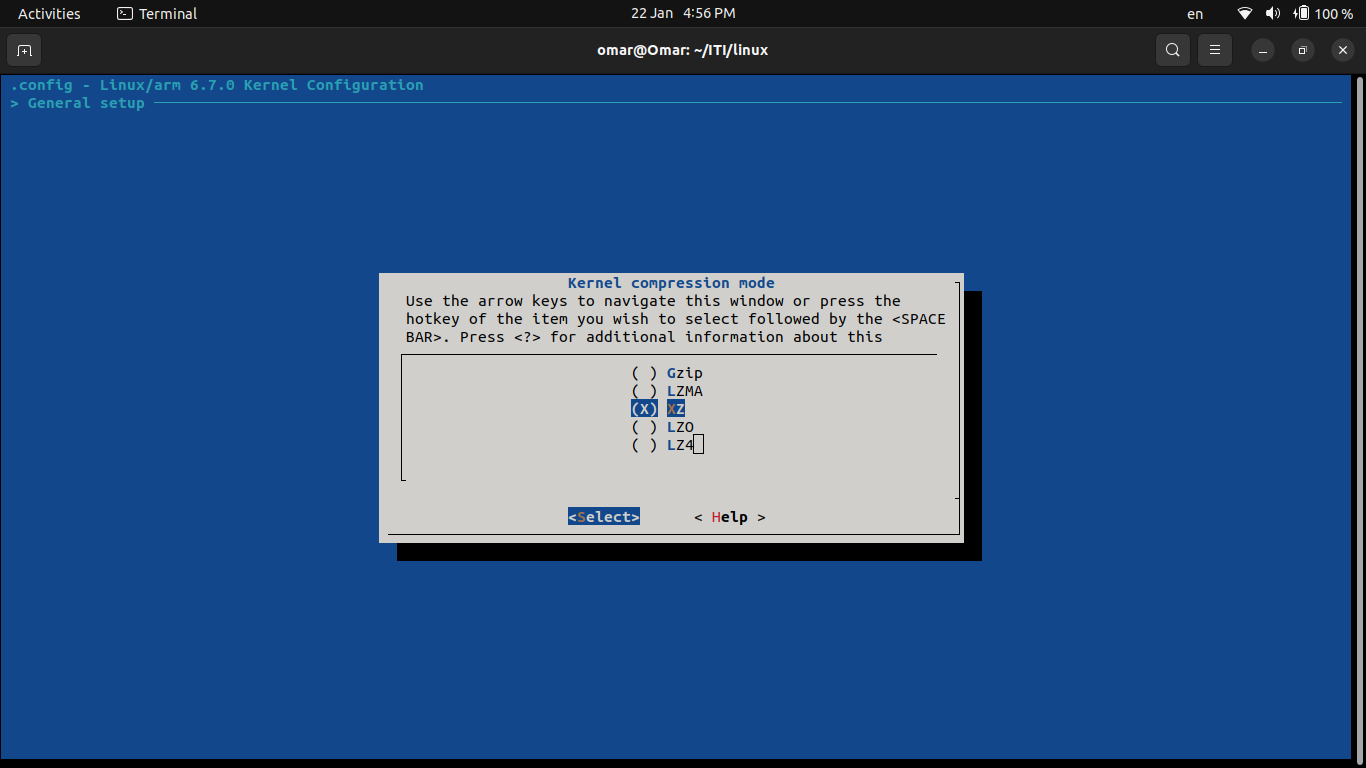 Activities
Terminal
22 Jan 4:56 PM
en
100 %
omar@Omar: ~/ITI/linux
.config - Linux/arm 6.7.0 Kernel Configuration
> General setup
Kernel compression mode
Use the arrow keys to navigate this window or press the
hotkey of the item you wish to select followed by the <SPACE
BAR>. Press <?> for additional information about this
( ) Gzip
( ) LZMA
(X) XZ
( ) LZO
( ) LZ4
<Select> < Help >